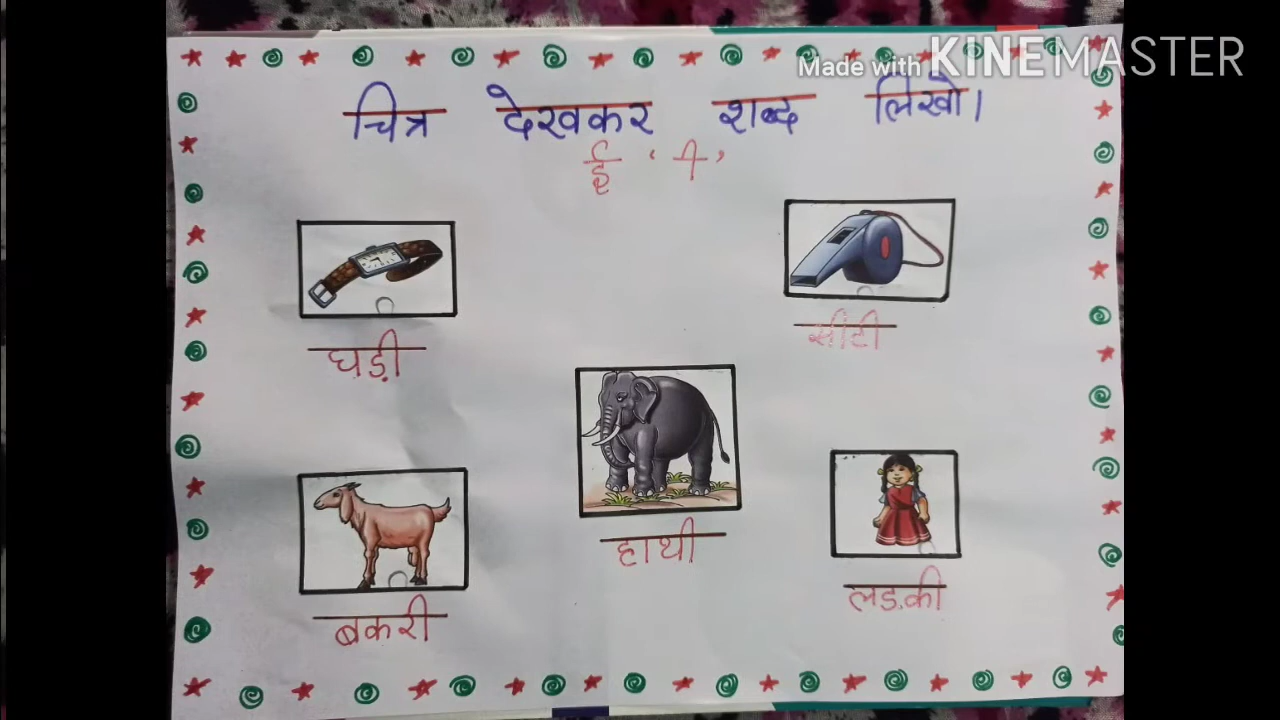 Made with KINEMASTER
चित्र देखकर शब्द लिखो।
ई ' ी '
घड़ी
सीटी
हाथी
बकरी
लड़की